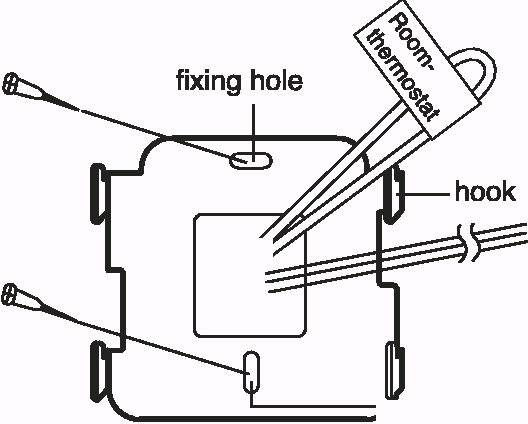 Room-
thermostat
fixing hole
hook